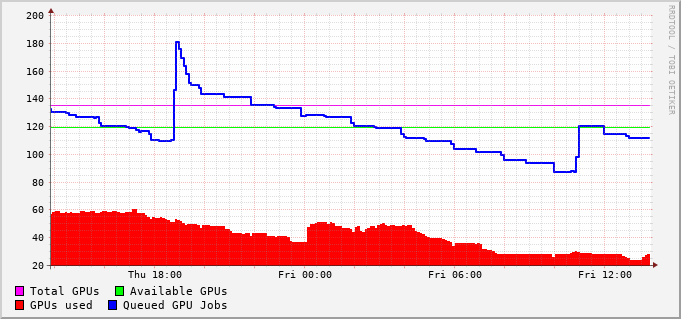 200
180
160
140
120
100
80
60
40
20
Thu 18:00 Fri 00:00 Fri 06:00 Fri 12:00
Total GPUs Available GPUs
GPUs used Queued GPU Jobs
RRDTOOL / TOBI OETIKER